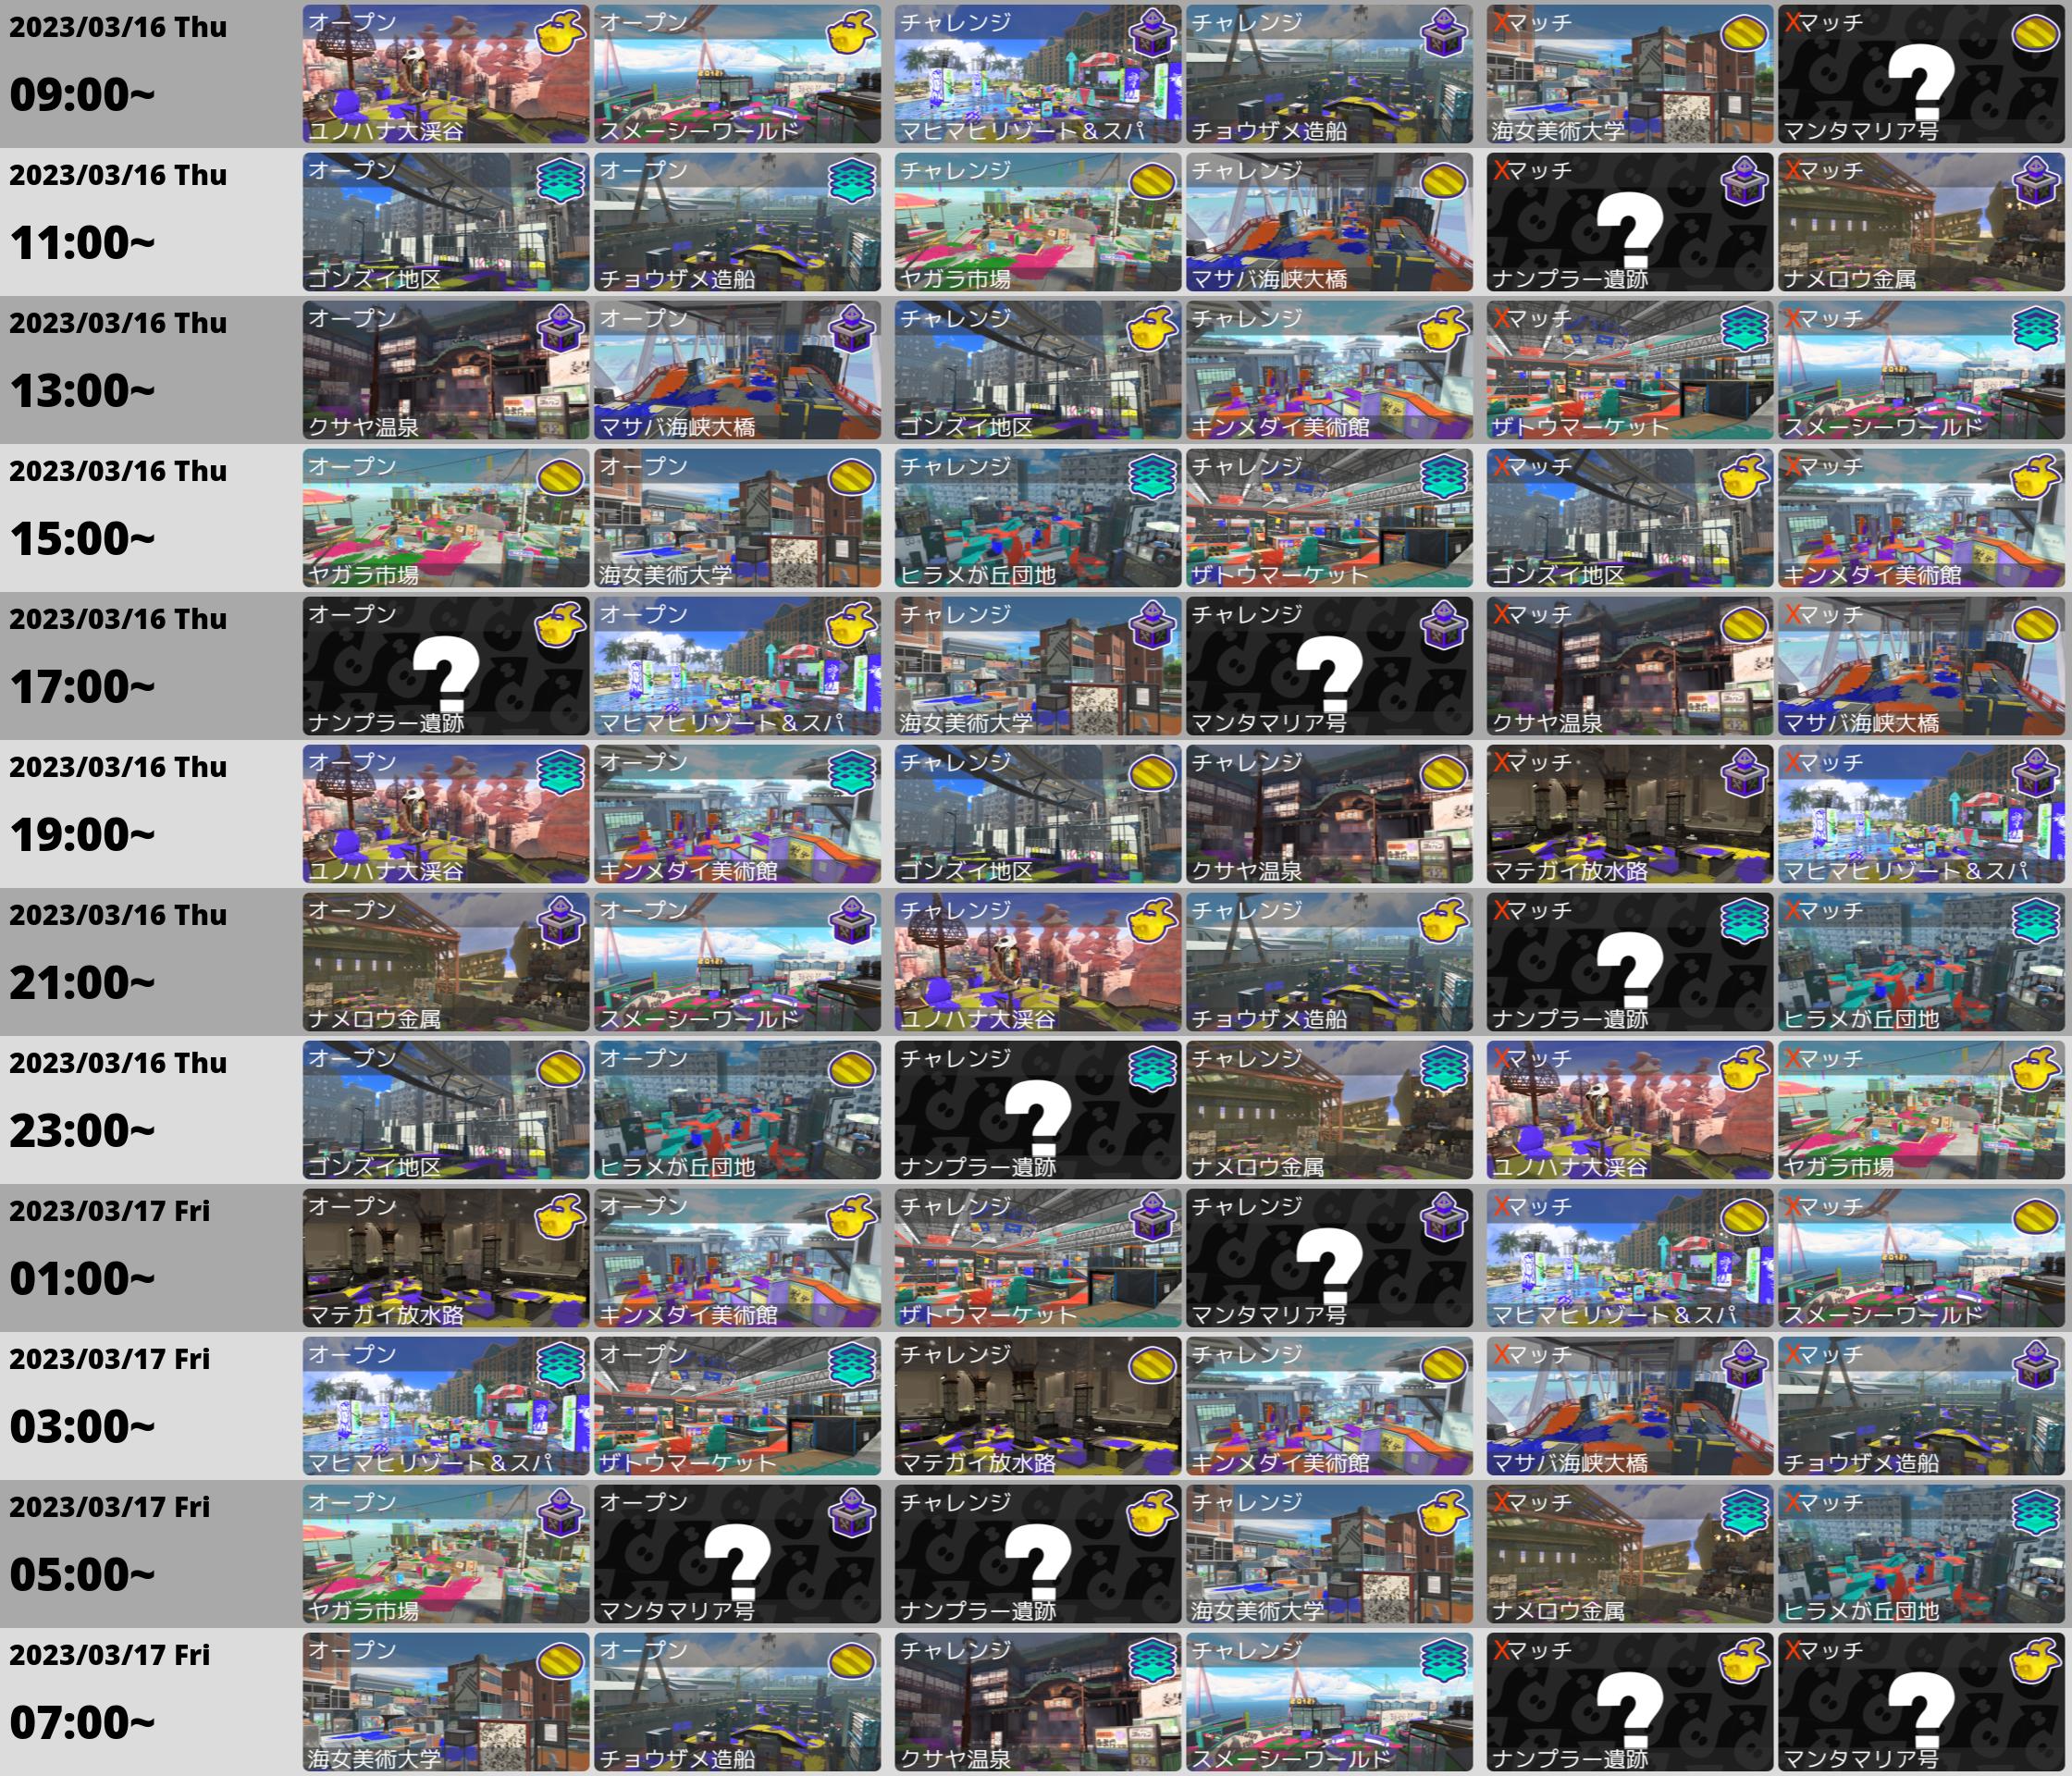 2023/03/16 Thu
09:00~
オープン
ユノハナ大渓谷
オープン
スメーシーワールド
チャレンジ
マヒマヒリゾート＆スパ
チャレンジ
チョウザメ造船
Xマッチ
海女美術大学
Xマッチ
?
マンタマリア号
2023/03/16 Thu
11:00~
オープン
ゴンズイ地区
オープン
チョウザメ造船
チャレンジ
ヤガラ市場
チャレンジ
マサバ海峡大橋
Xマッチ
?
ナンプラー遺跡
Xマッチ
ナメロウ金属
2023/03/16 Thu
13:00~
オープン
クサヤ温泉
オープン
マサバ海峡大橋
チャレンジ
ゴンズイ地区
チャレンジ
キンメダイ美術館
Xマッチ
ザトウマーケット
Xマッチ
スメーシーワールド
2023/03/16 Thu
15:00~
オープン
ヤガラ市場
オープン
海女美術大学
チャレンジ
ヒラメが丘団地
チャレンジ
ザトウマーケット
Xマッチ
ゴンズイ地区
Xマッチ
キンメダイ美術館
2023/03/16 Thu
17:00~
オープン
?
ナンプラー遺跡
オープン
マヒマヒリゾート＆スパ
チャレンジ
海女美術大学
チャレンジ
?
マンタマリア号
Xマッチ
クサヤ温泉
Xマッチ
マサバ海峡大橋
2023/03/16 Thu
19:00~
オープン
ユノハナ大渓谷
オープン
キンメダイ美術館
チャレンジ
ゴンズイ地区
チャレンジ
クサヤ温泉
Xマッチ
マテガイ放水路
Xマッチ
マヒマヒリゾート＆スパ
2023/03/16 Thu
21:00~
オープン
ナメロウ金属
オープン
スメーシーワールド
チャレンジ
ユノハナ大渓谷
チャレンジ
チョウザメ造船
Xマッチ
?
ナンプラー遺跡
Xマッチ
ヒラメが丘団地
2023/03/16 Thu
23:00~
オープン
ゴンズイ地区
オープン
ヒラメが丘団地
チャレンジ
?
ナンプラー遺跡
チャレンジ
ナメロウ金属
Xマッチ
ユノハナ大渓谷
Xマッチ
ヤガラ市場
2023/03/17 Fri
01:00~
オープン
マテガイ放水路
オープン
キンメダイ美術館
チャレンジ
ザトウマーケット
チャレンジ
?
マンタマリア号
Xマッチ
マヒマヒリゾート＆スパ
Xマッチ
スメーシーワールド
2023/03/17 Fri
03:00~
オープン
マヒマヒリゾート＆スパ
オープン
ザトウマーケット
チャレンジ
マテガイ放水路
チャレンジ
キンメダイ美術館
Xマッチ
マサバ海峡大橋
Xマッチ
チョウザメ造船
2023/03/17 Fri
05:00~
オープン
ヤガラ市場
オープン
?
マンタマリア号
チャレンジ
?
ナンプラー遺跡
チャレンジ
海女美術大学
Xマッチ
ナメロウ金属
Xマッチ
ヒラメが丘団地
2023/03/17 Fri
07:00~
オープン
海女美術大学
オープン
チョウザメ造船
チャレンジ
クサヤ温泉
チャレンジ
スメーシーワールド
Xマッチ
?
ナンプラー遺跡
Xマッチ
?
マンタマリア号